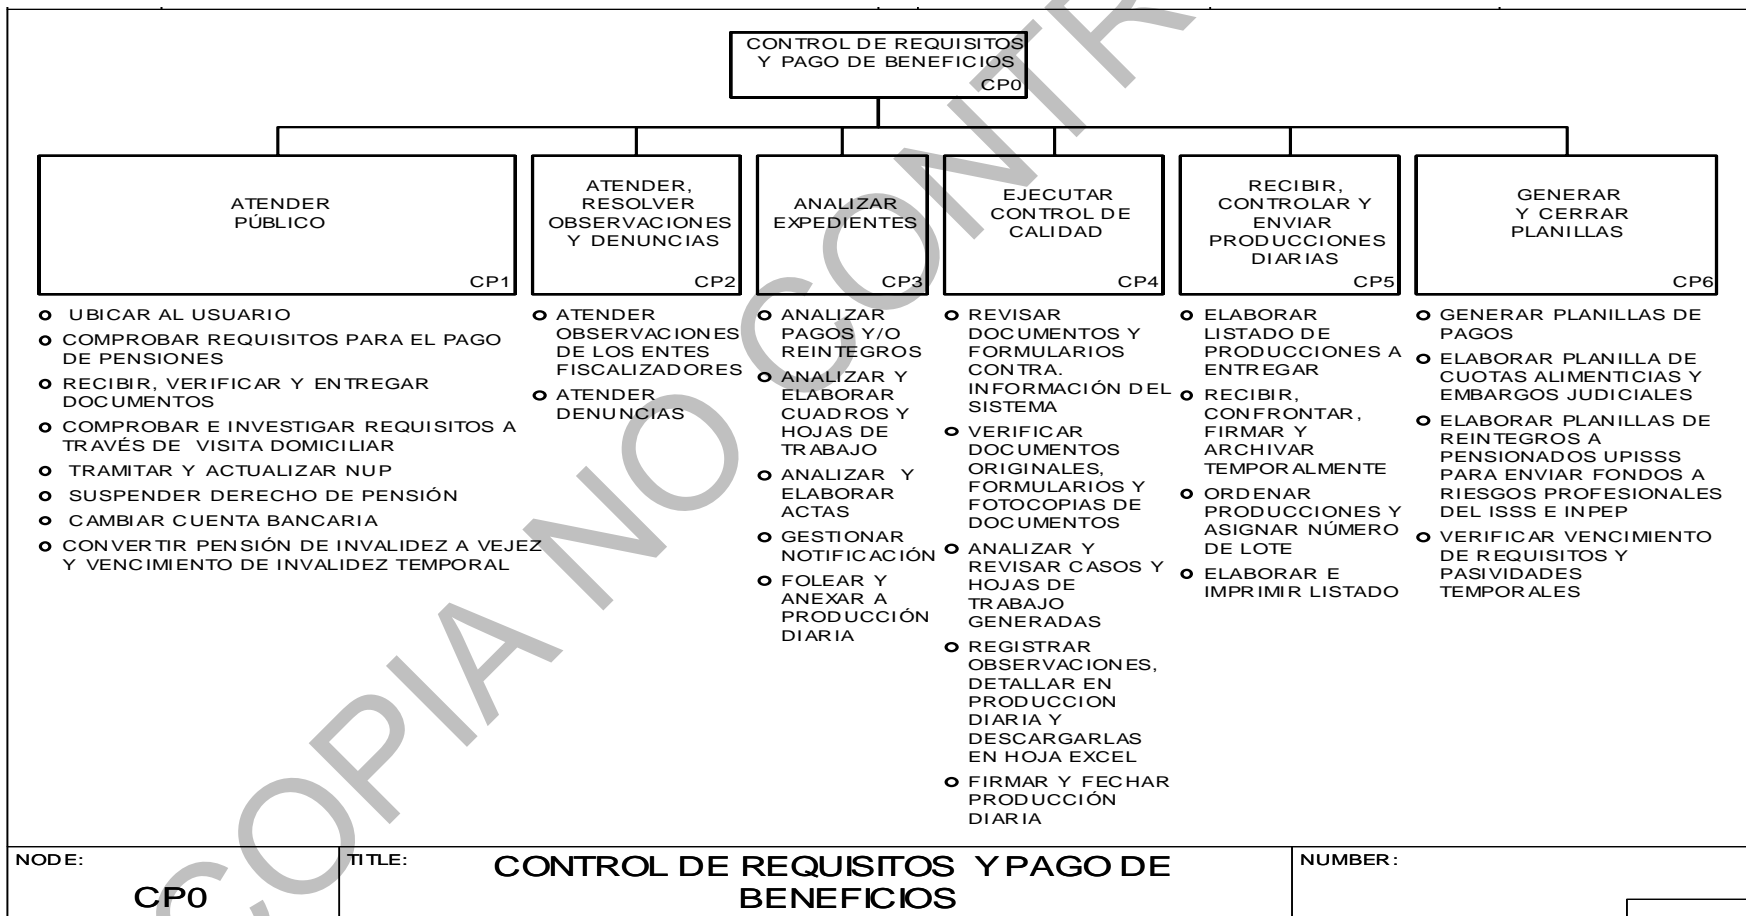 CONTROL DE REQUISITOS
Y PAGO DE BENEFICIOS
CP0
ATENDER
PÚBLICO
CP1
ATENDER,
RESOLVER
OBSERVACIONES
Y DENUNCIAS
CP2
ANALIZAR
EXPEDIENTES
CP3
EJECUTAR
CONTROL DE
CALIDAD
CP4
RECIBIR,
CONTROLAR Y
ENVIAR
PRODUCCIONES
DIARIAS
CP5
GENERAR
Y CERRAR
PLANILLAS
CP6
UBICAR AL USUARIO
COMPROBAR REQUISITOS PARA EL PAGO
DE PENSIONES
RECIBIR, VERIFICAR Y ENTREGAR
DOCUMENTOS
COMPROBAR E INVESTIGAR REQUISITOS A
TRAVÉS DE VISITA DOMICILIAR
TRAMITAR Y ACTUALIZAR NUP
SUSPENDER DERECHO DE PENSIÓN
CAMBIAR CUENTA BANCARIA
CONVERTIR PENSIÓN DE INVALIDEZ A VEJEZ
Y VENCIMIENTO DE INVALIDEZ TEMPORAL
ATENDER
OBSERVACIONES
DE LOS ENTES
FISCALIZADORES
ATENDER
DENUNCIAS
ANALIZAR
PAGOS Y/O
REINTEGROS
ANALIZAR Y
ELABORAR
CUADROS Y
HOJAS DE
TRABAJO
ANALIZAR Y
ELABORAR
ACTAS
GESTIONAR
NOTIFICACIÓN
FOLEAR Y
ANEXAR A
PRODUCCIÓN
DIARIA
REVISAR
DOCUMENTOS Y
FORMULARIOS
CONTRA.
INFORMACIÓN DEL
SISTEMA
VERIFICAR
DOCUMENTOS
ORIGINALES,
FORMULARIOS Y
FOTOCOPIAS DE
DOCUMENTOS
ANALIZAR Y
REVISAR CASOS Y
HOJAS DE
TRABAJO
GENERADAS
REGISTRAR
OBSERVACIONES,
DETALLAR EN
PRODUCCION
DIARIA Y
DESCARGARLAS
EN HOJA EXCEL
FIRMAR Y FECHAR
PRODUCCIÓN
DIARIA
ELABORAR
LISTADO DE
PRODUCCIONES A
ENTREGAR
RECIBIR,
CONFRONTAR,
FIRMAR Y
ARCHIVAR
TEMPORALMENTE
ORDENAR
PRODUCCIONES Y
ASIGNAR NÚMERO
DE LOTE
ELABORAR E
IMPRIMIR LISTADO
GENERAR PLANILLAS DE
PAGOS
ELABORAR PLANILLA DE
CUOTAS ALIMENTICIAS Y
EMBARGOS JUDICIALES
ELABORAR PLANILLAS DE
REINTEGROS A
PENSIONADOS UPISSS
PARA ENVIAR FONDOS A
RIESGOS PROFESIONALES
DEL ISSS E INPEP
VERIFICAR VENCIMIENTO
DE REQUISITOS Y
PASIVIDADES
TEMPORALES
COPIA NO CONTR
NODE:
CP0
TITLE:
CONTROL DE REQUISITOS Y PAGO DE
BENEFICIOS
NUMBER: